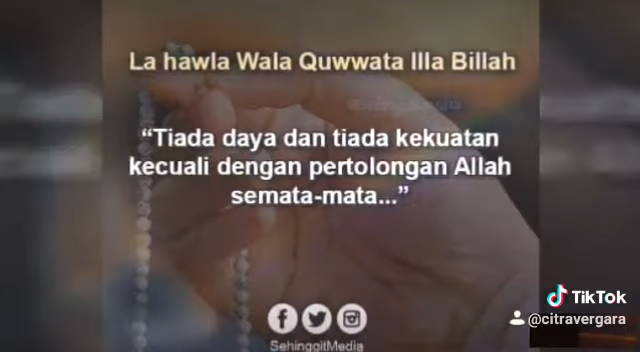 La hawla Wala Quwwata Illa Billah
“Tiada daya dan tiada kekuatan
kecuali dengan pertolongan Allah
semata-mata...”
SehinggitMedia
TikTok
@citravergara